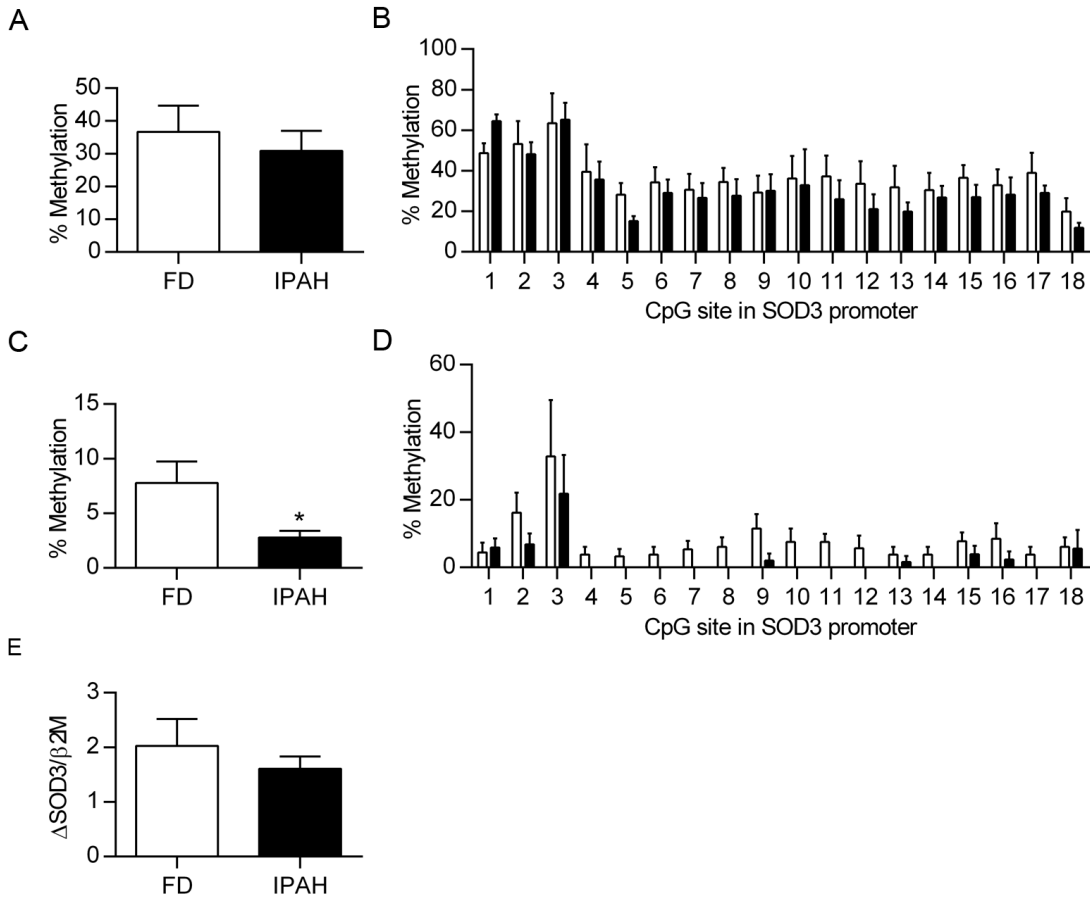 A
% Methylation
50
40
30
20
10
0
FD IPAH
B
% Methylation
100
80
60
40
20
0
1 2 3 4 5 6 7 8 9 10 11 12 13 14 15 16 17 18
CpG site in SOD3 promoter
C
% Methylation
15
10
5
0
*
FD IPAH
D
% Methylation
60
40
20
0
1 2 3 4 5 6 7 8 9 10 11 12 13 14 15 16 17 18
CpG site in SOD3 promoter
E
ΔSOD3/β2M
3
2
1
0
FD IPAH